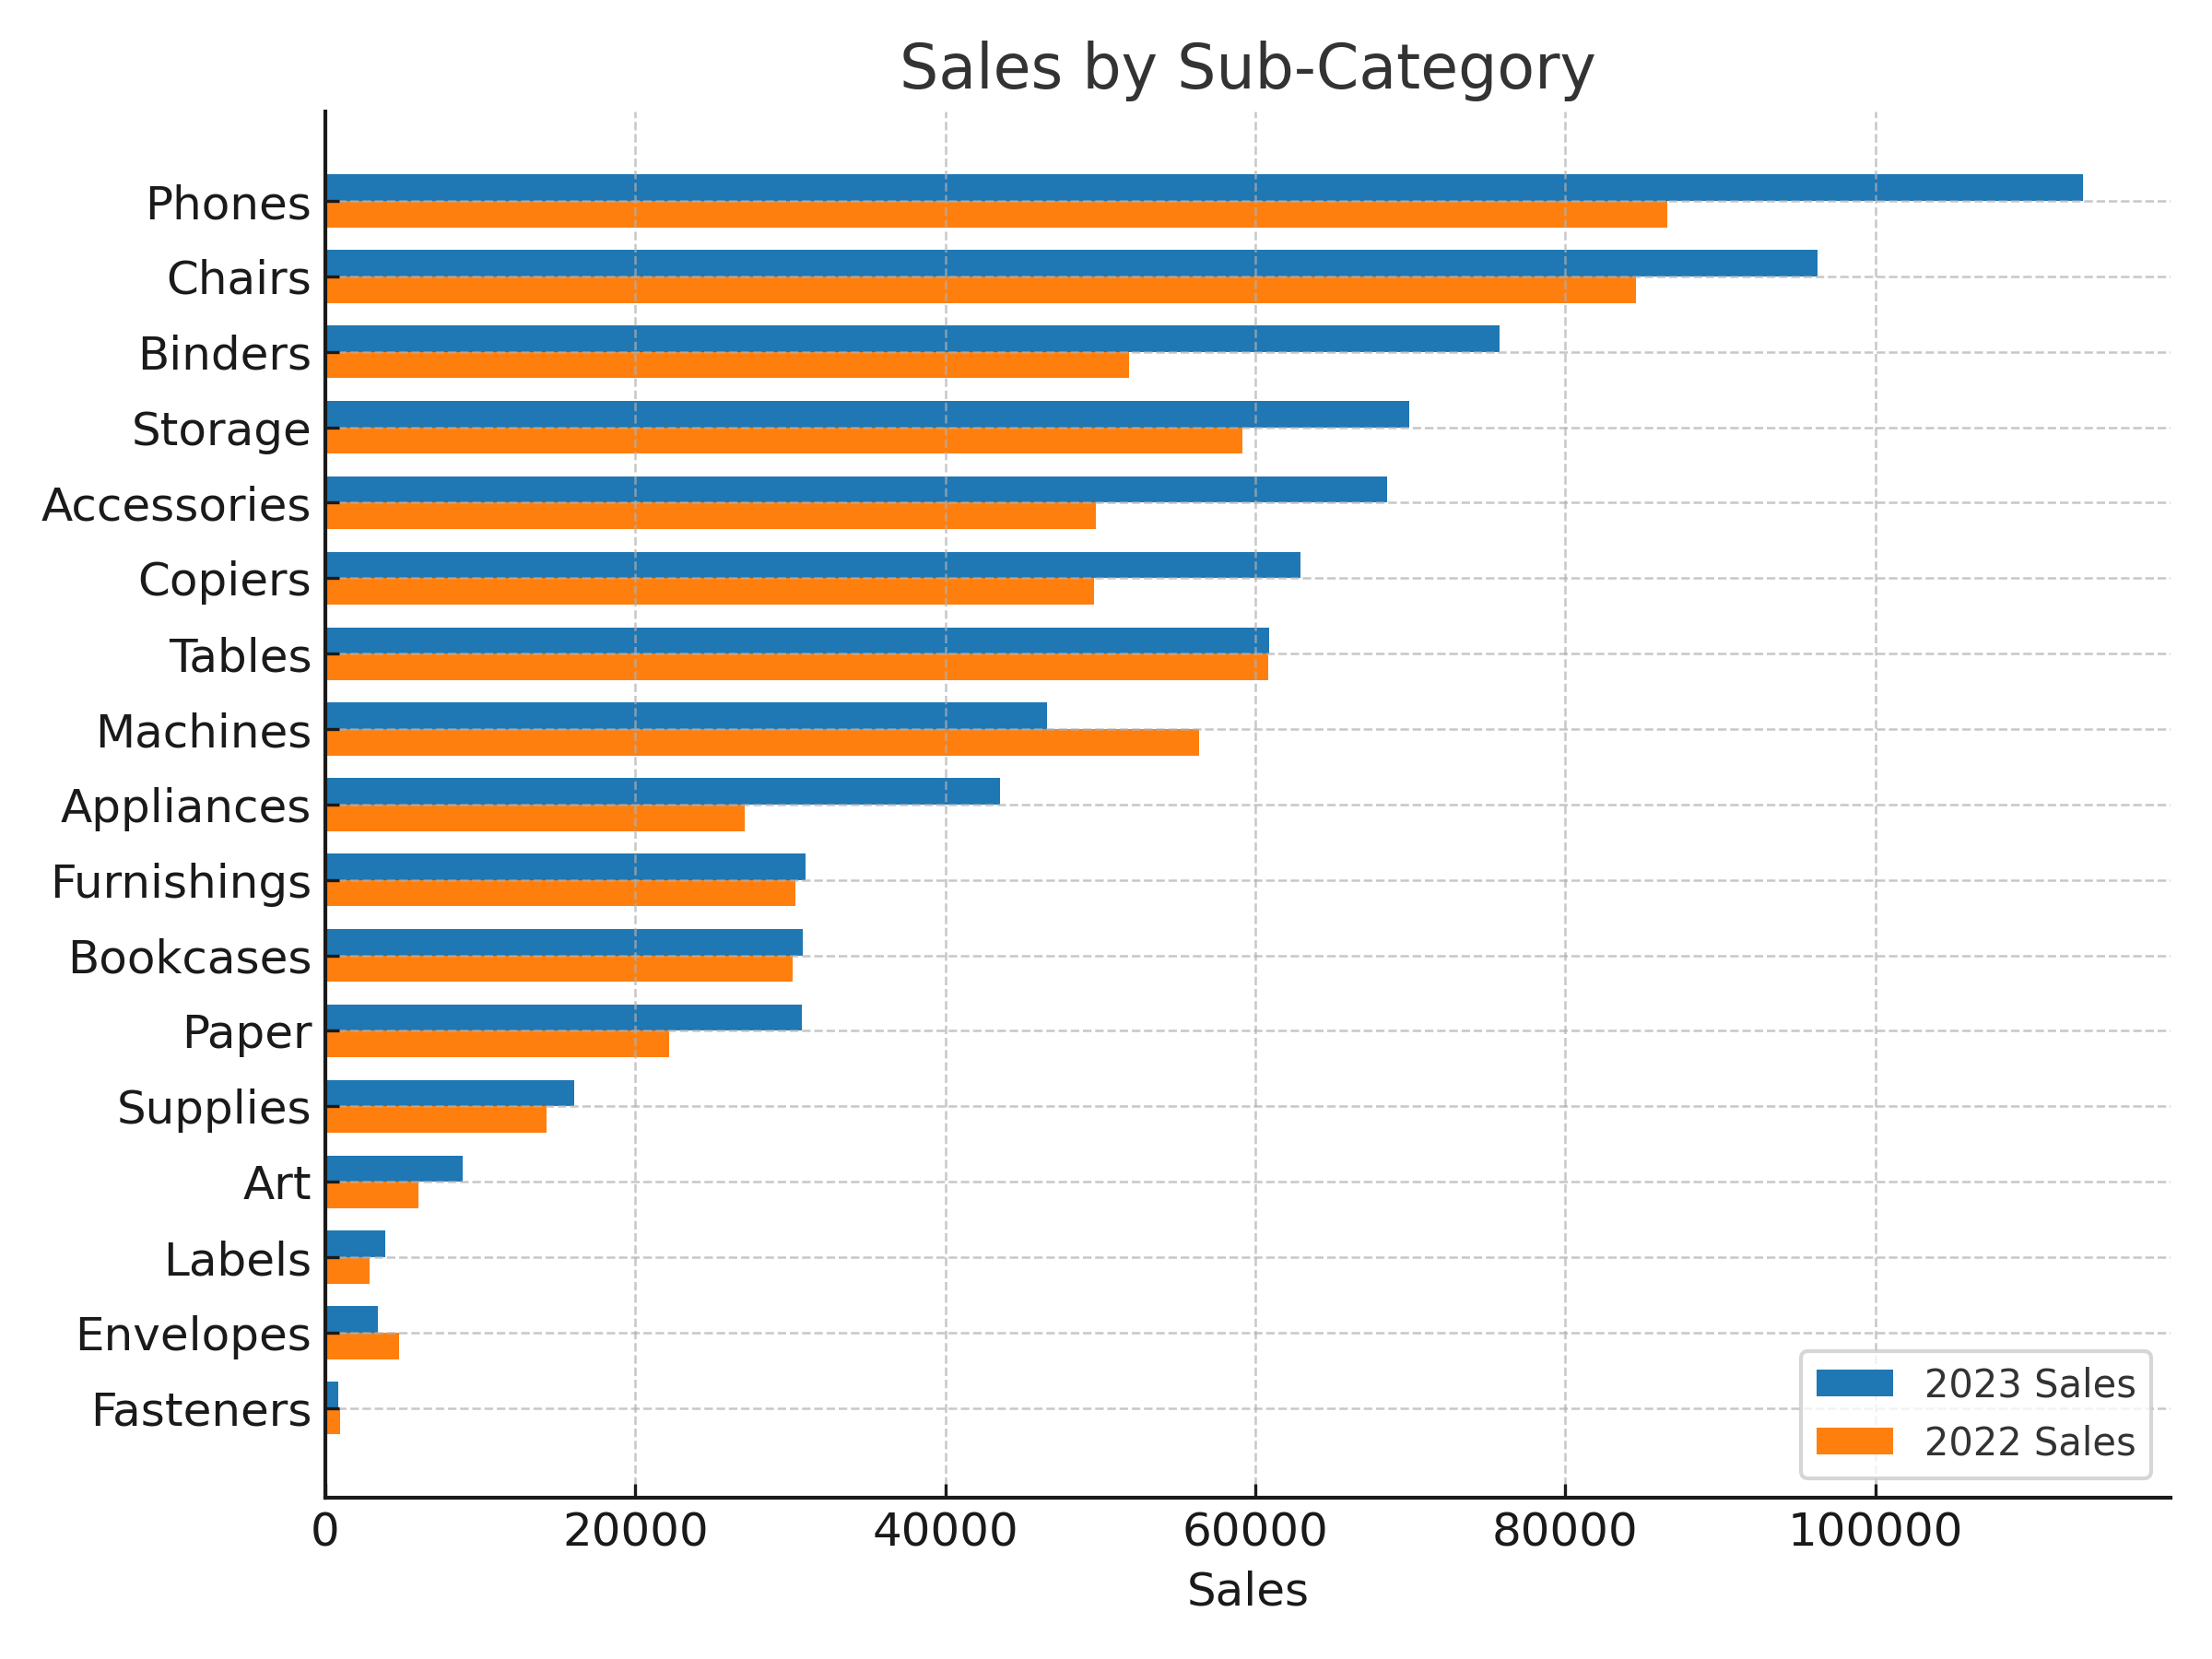 Sales by Sub-Category
Phones
Chairs
Binders
Storage
Accessories
Copiers
Tables
Machines
Appliances
Furnishings
Bookcases
Paper
Supplies
Art
Labels
Envelopes
Fasteners
2023 Sales
2022 Sales
0 20000 40000 60000 80000 100000
Sales